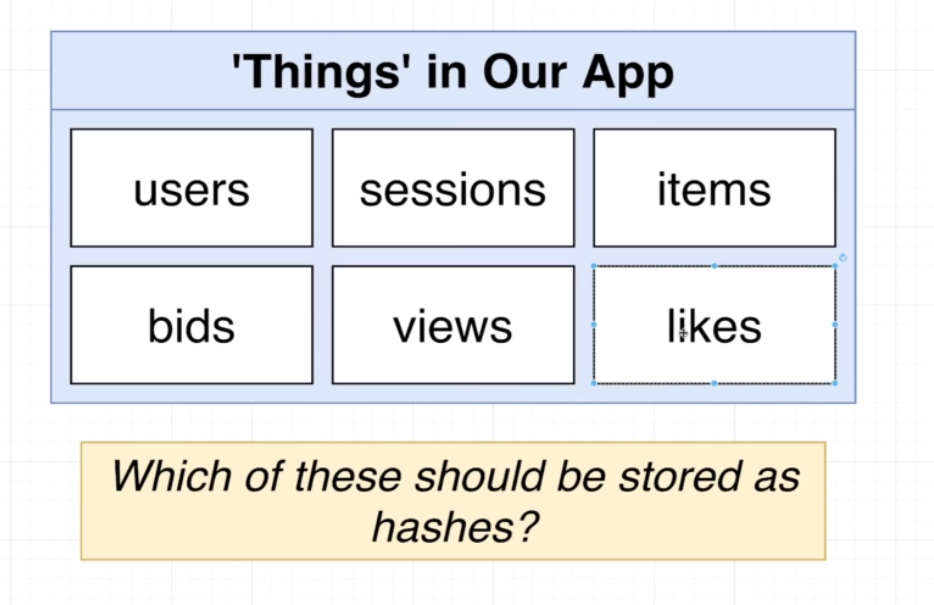 'Things' in Our App
users
sessions
items
bids
views
likes
Which of these should be stored as
hashes?